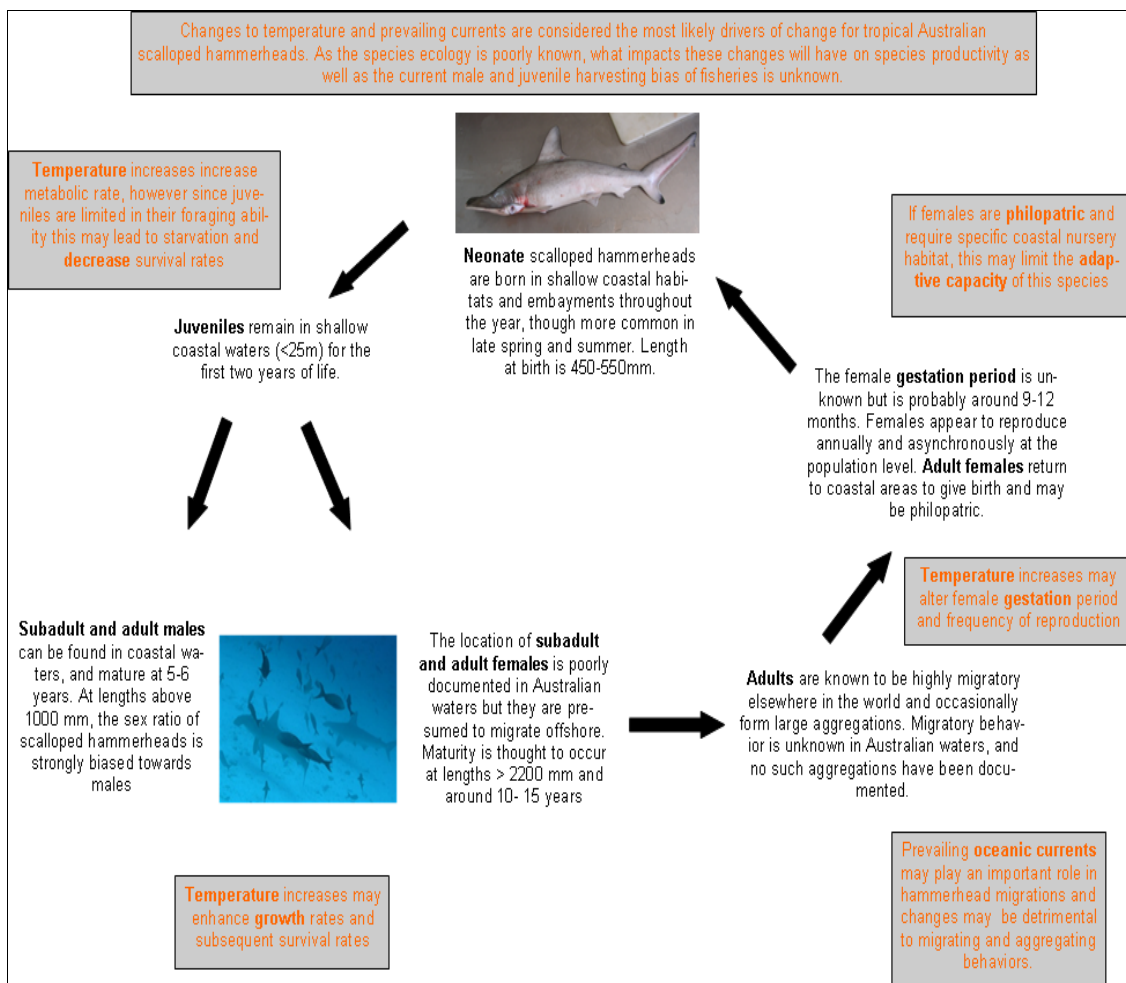 Changes to temperature and prevailing currents are considered the most likely drivers of change for tropical Australian
scalloped hammerheads. As the species ecology is poorly known, what impacts these changes will have on species productivity as
well as the current male and juvenile harvesting bias of fisheries is unknown.
Temperature increases increase
metabolic rate, however since juve-
niles are limited in their foraging abil-
ity this may lead to starvation and
decrease survival rates
If females are philopatric and
require specific coastal nursery
habitat, this may limit the adap-
tive capacity of this species
Neonate scalloped hammerheads
are born in shallow coastal habi-
tats and embayments throughout
the year, though more common in
late spring and summer. Length
at birth is 450-550mm.
Juveniles remain in shallow
coastal waters (<25m) for the
first two years of life.
The female gestation period is un-
known but is probably around 9-12
months. Females appear to reproduce
annually and asynchronously at the
population level. Adult females return
to coastal areas to give birth and may
be philopatric.
Temperature increases may
alter female gestation period
and frequency of reproduction
Subadult and adult males
can be found in coastal wa-
ters, and mature at 5-6
years. At lengths above
1000 mm, the sex ratio of
scalloped hammerheads is
strongly biased towards
males
The location of subadult
and adult females is poorly
documented in Australian
waters but they are pre-
sumed to migrate offshore.
Maturity is thought to occur
at lengths > 2200 mm and
around 10- 15 years
Adults are known to be highly migratory
elsewhere in the world and occasionally
form large aggregations. Migratory behav-
ior is unknown in Australian waters, and
no such aggregations have been docu-
mented.
Temperature increases may
enhance growth rates and
subsequent survival rates
Prevailing oceanic currents
may play an important role in
hammerhead migrations and
changes may be detrimental
to migrating and aggregating
behaviors.